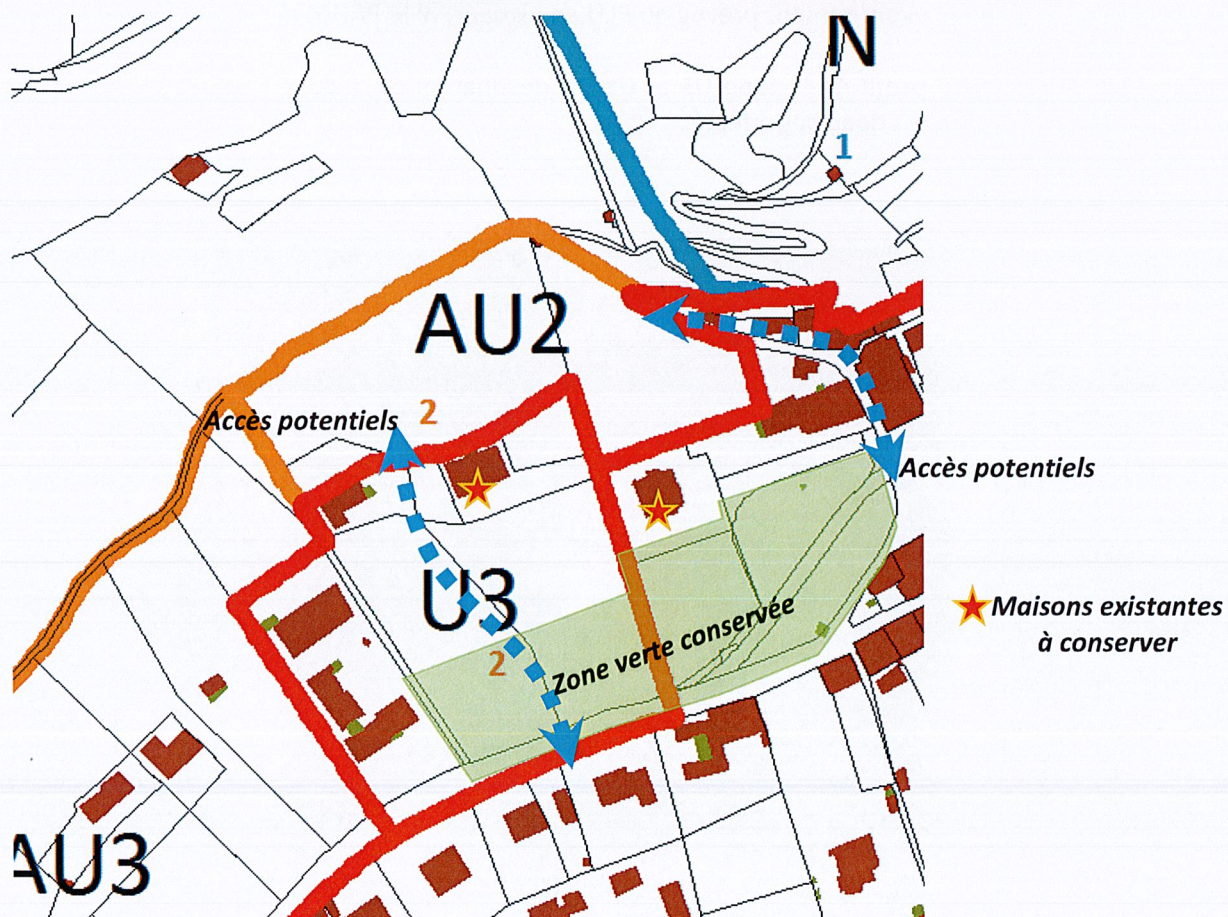 N
1
AU2
Accès potentiels
2
Accès potentiels
U3
Maisons existantes
à conserver
Zone verte conservée
2
AU3